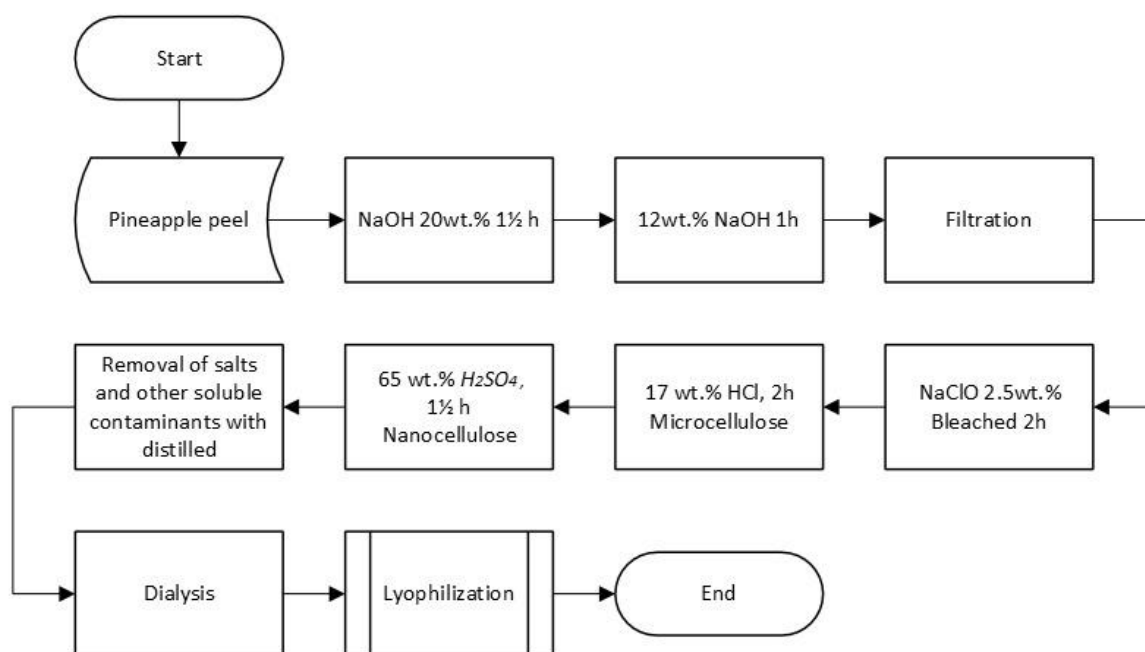 Start
Pineapple peel
NaOH 20wt.% 1½ h
12wt.% NaOH 1h
Filtration
NaClO 2.5wt.%
Bleached 2h
17 wt.% HCl, 2h
Microcellulose
65 wt.% H₂SO₄,
1½ h
Nanocellulose
Removal of salts
and other soluble
contaminants with
distilled
Dialysis
Lyophilization
End